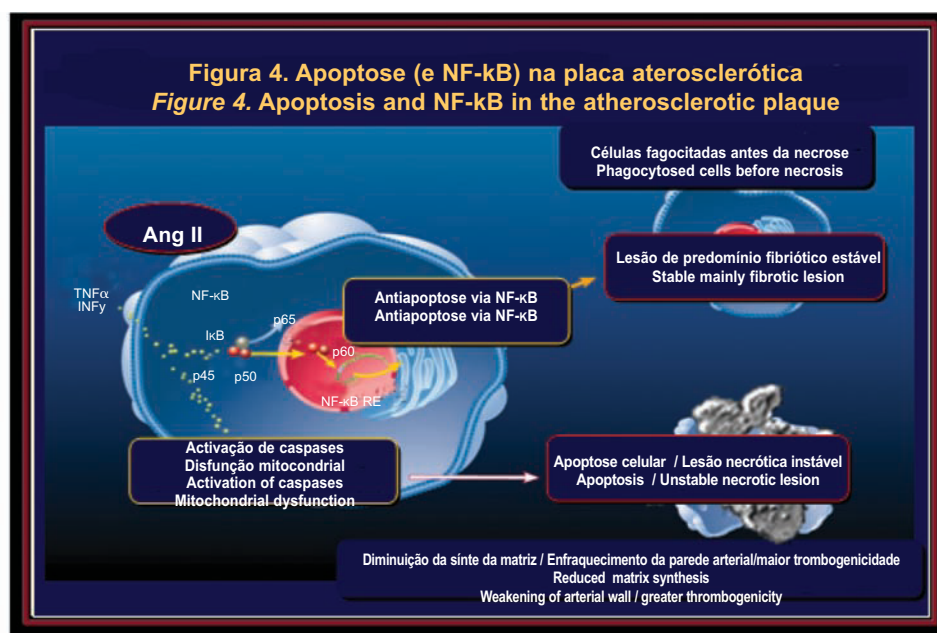 Figura 4. Apoptose (e NF-kB) na placa aterosclerótica
Figure 4. Apoptosis and NF-kB in the atherosclerotic plaque
Células fagocitadas antes da necrose
Phagocytosed cells before necrosis
Ang II
Lesão de predomínio fibriótico estável
Stable mainly fibrotic lesion
TNFα
INFγ
NF-κB
p65
IκB
p60
p45
p50
NF-κB RE
Antiapoptose via NF-κB
Antiapoptose via NF-κB
Activação de caspases
Disfunção mitocondrial
Activation of caspases
Mitochondrial dysfunction
Apoptose celular / Lesão necrótica instável
Apoptosis / Unstable necrotic lesion
Diminuição da sínte da matriz / Enfraquecimento da parede arterial/maior trombogenicidade
Reduced matrix synthesis
Weakening of arterial wall / greater thrombogenicity